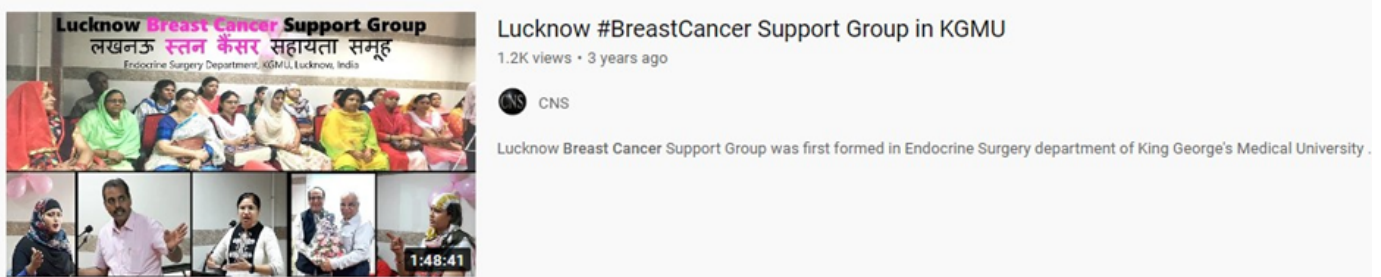 Lucknow Breast Cancer Support Group
लखनऊ स्तन कैंसर सहायता समूह
Endocrine Surgery Department, KGMU, Lucknow, India
1:48:41
Lucknow #BreastCancer Support Group in KGMU
1.2K views • 3 years ago
CNS
CNS
Lucknow Breast Cancer Support Group was first formed in Endocrine Surgery department of King George's Medical University .